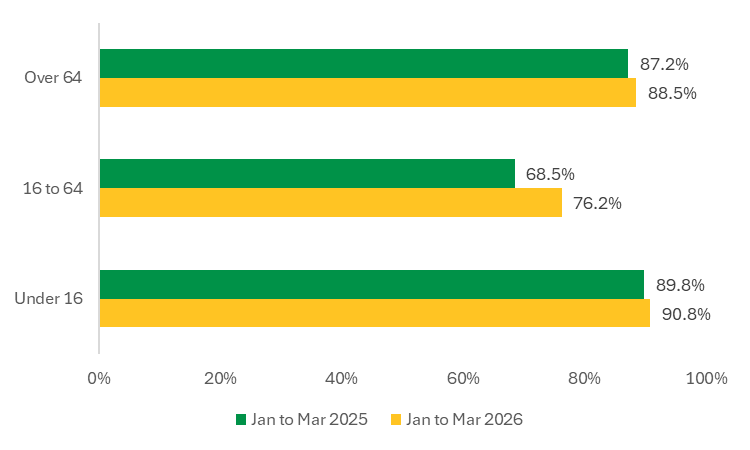 Over 64
87.2%
88.5%
16 to 64
68.5%
76.2%
Under 16
89.8%
90.8%
0% 20% 40% 60% 80% 100%
Jan to Mar 2025 Jan to Mar 2026